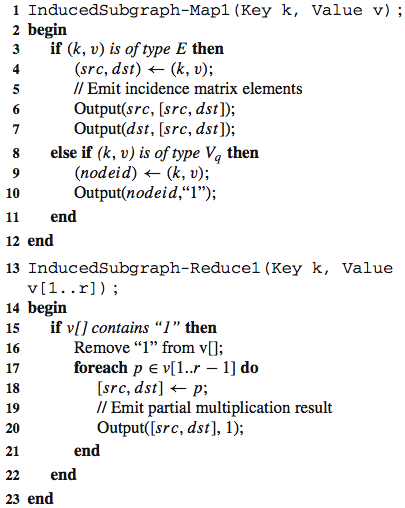 1 InducedSubgraph-Map1(Key k, Value v);
2 begin
3 if (k, v) is of type E then
4 (src, dst) ← (k, v);
5 // Emit incidence matrix elements
6 Output(src, [src, dst]);
7 Output(dst, [src, dst]);
8 else if (k, v) is of type Vq then
9 (nodeid) ← (k, v);
10 Output(nodeid,“1”);
11 end
12 end
13 InducedSubgraph-Reduce1(Key k, Value
v[1..r]);
14 begin
15 if v[] contains “1” then
16 Remove “1” from v[];
17 foreach p ∈ v[1..r − 1] do
18 [src, dst] ← p;
19 // Emit partial multiplication result
20 Output([src, dst], 1);
21 end
22 end
23 end